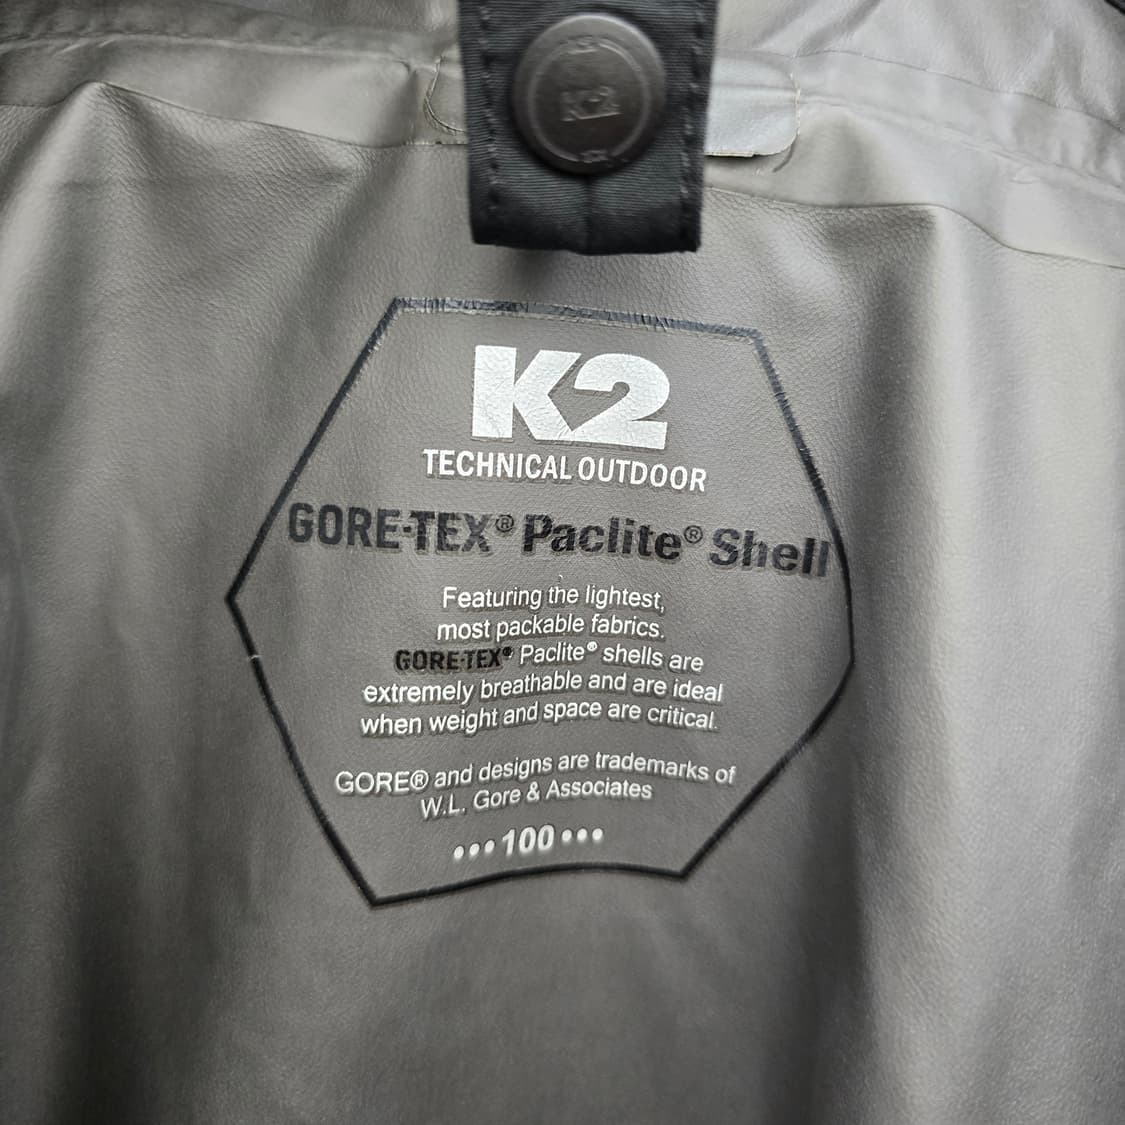 K2
K2
TECHNICAL OUTDOOR
GORE-TEX® Paclite® Shell
Featuring the lightest,
most packable fabrics.
GORE-TEX® Paclite® shells are
extremely breathable and are ideal
when weight and space are critical.
GORE® and designs are trademarks of
W.L. Gore & Associates
•••100•••